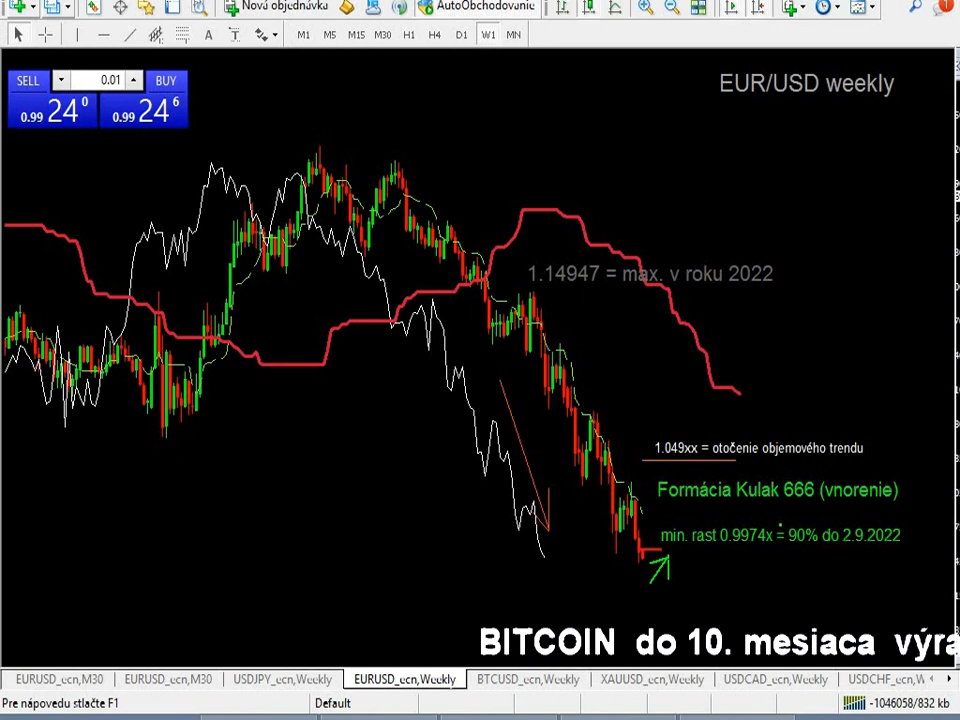 Nová objednávka AutoObchodovanie
A T M1 M5 M15 M30 H1 H4 D1 W1 MN
SELL 0.01 BUY
0.99 24 0 0.99 24 6
EUR/USD weekly
1.14947 = max. v roku 2022
1.049xx = otočenie objemového trendu
Formácia Kulak 666 (vnorenie)
min. rast 0.9974x = 90% do 2.9.2022
BITCOIN do 10. mesiaca výra
EURUSD_ecn,M30 EURUSD_ecn,M30 USDJPY_ecn,Weekly EURUSD_ecn,Weekly BTCUSD_ecn,Weekly XAUUSD_ecn,Weekly USDCAD_ecn,Weekly USDCHF_ecn,W
Pre nápovedu stlačte F1 Default -1046058/832 kb